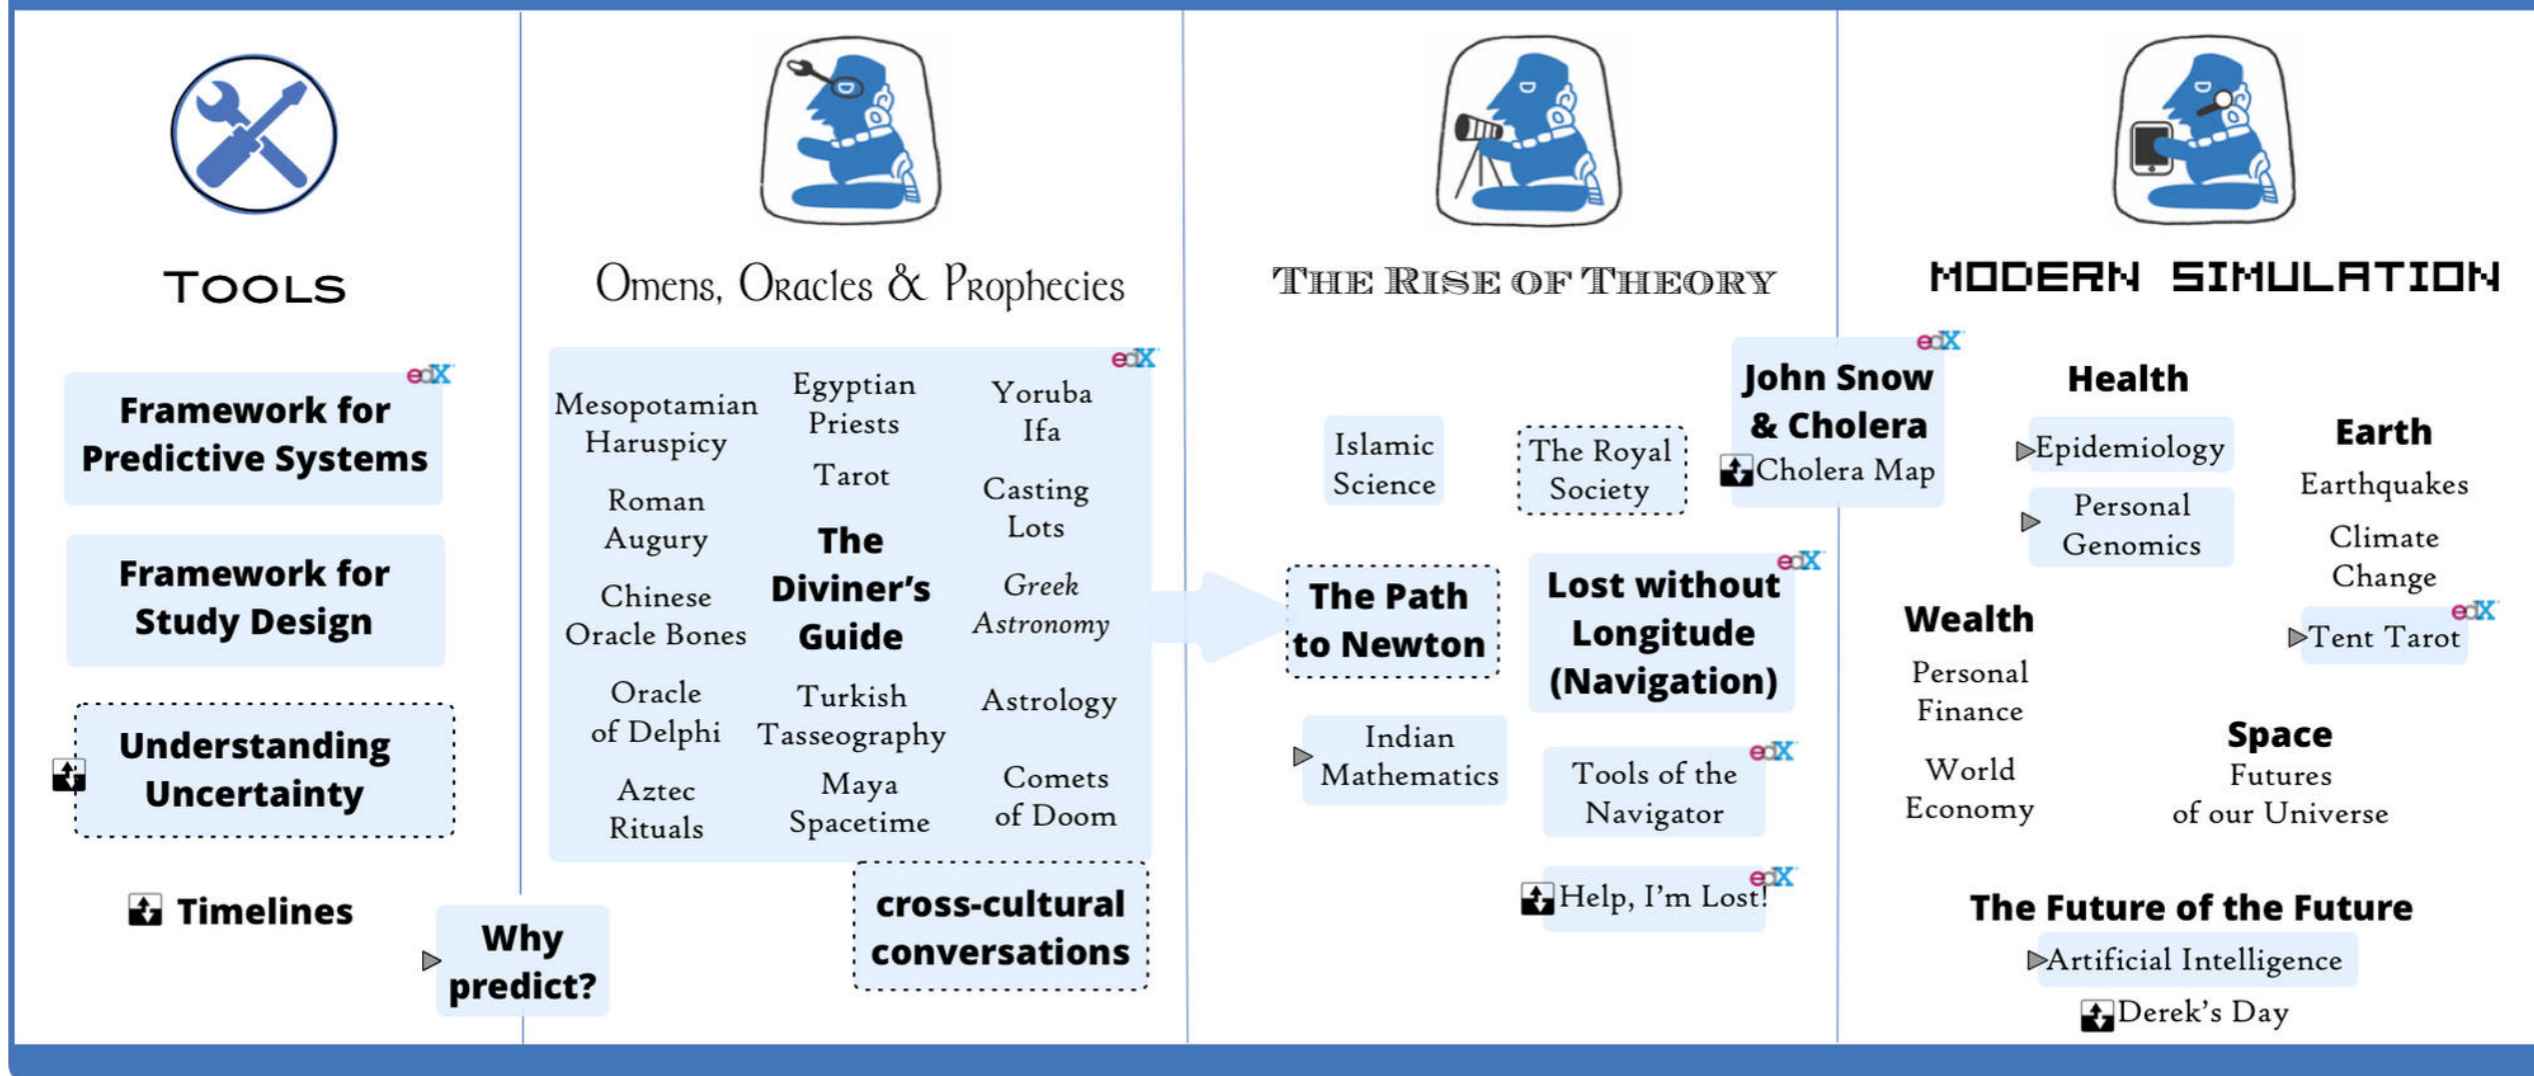 Tools
edX
Framework for
Predictive Systems
Framework for
Study Design
Understanding
Uncertainty
Timelines
Why
predict?
Omens, Oracles & Prophecies
edX
Mesopotamian
Haruspicy
Roman
Augury
Chinese
Oracle Bones
Oracle
of Delphi
Aztec
Rituals
Egyptian
Priests
Tarot
The
Diviner's
Guide
Turkish
Tasseography
Maya
Spacetime
Yoruba
Ifa
Casting
Lots
Greek
Astronomy
Astrology
Comets
of Doom
cross-cultural
conversations
The Rise of Theory
Islamic
Science
The Royal
Society
edX
John Snow
& Cholera
Cholera Map
The Path
to Newton
edX
Lost without
Longitude
(Navigation)
Indian
Mathematics
edX
Tools of the
Navigator
edX
Help, I'm Lost!
MODERN SIMULATION
Health
Epidemiology
Personal
Genomics
Earth
Earthquakes
Climate
Change
edX
Tent Tarot
Wealth
Personal
Finance
World
Economy
Space
Futures
of our Universe
The Future of the Future
Artificial Intelligence
Derek's Day